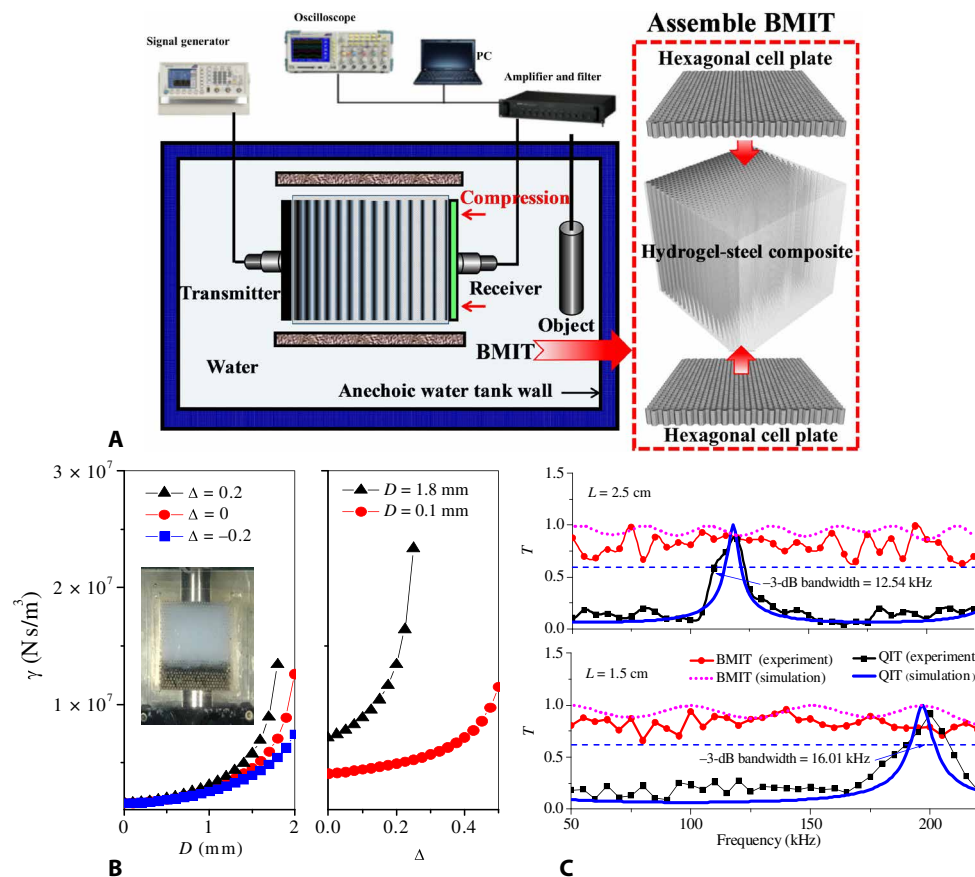 Assemble BMIT
Oscilloscope
Signal generator
PC
Amplifier and filter
Hexagonal cell plate
Compression
Hydrogel-steel composite
Transmitter
Receiver
Object
BMIT
Water
Anechoic water tank wall
Hexagonal cell plate
A
3 × 10⁷
2 × 10⁷
1 × 10⁷
γ (N s/m³)
Δ = 0.2
Δ = 0
Δ = −0.2
0 1 2
D (mm)
D = 1.8 mm
D = 0.1 mm
0.0 0.2 0.4
Δ
B
1.5
1.0
0.5
0.0
T
L = 2.5 cm
−3-dB bandwidth = 12.54 kHz
1.5
1.0
0.5
0.0
T
L = 1.5 cm
BMIT (experiment)
BMIT (simulation)
QIT (experiment
QIT (simulation)
−3-dB bandwidth = 16.01 kHz
50 100 150 200
Frequency (kHz)
C